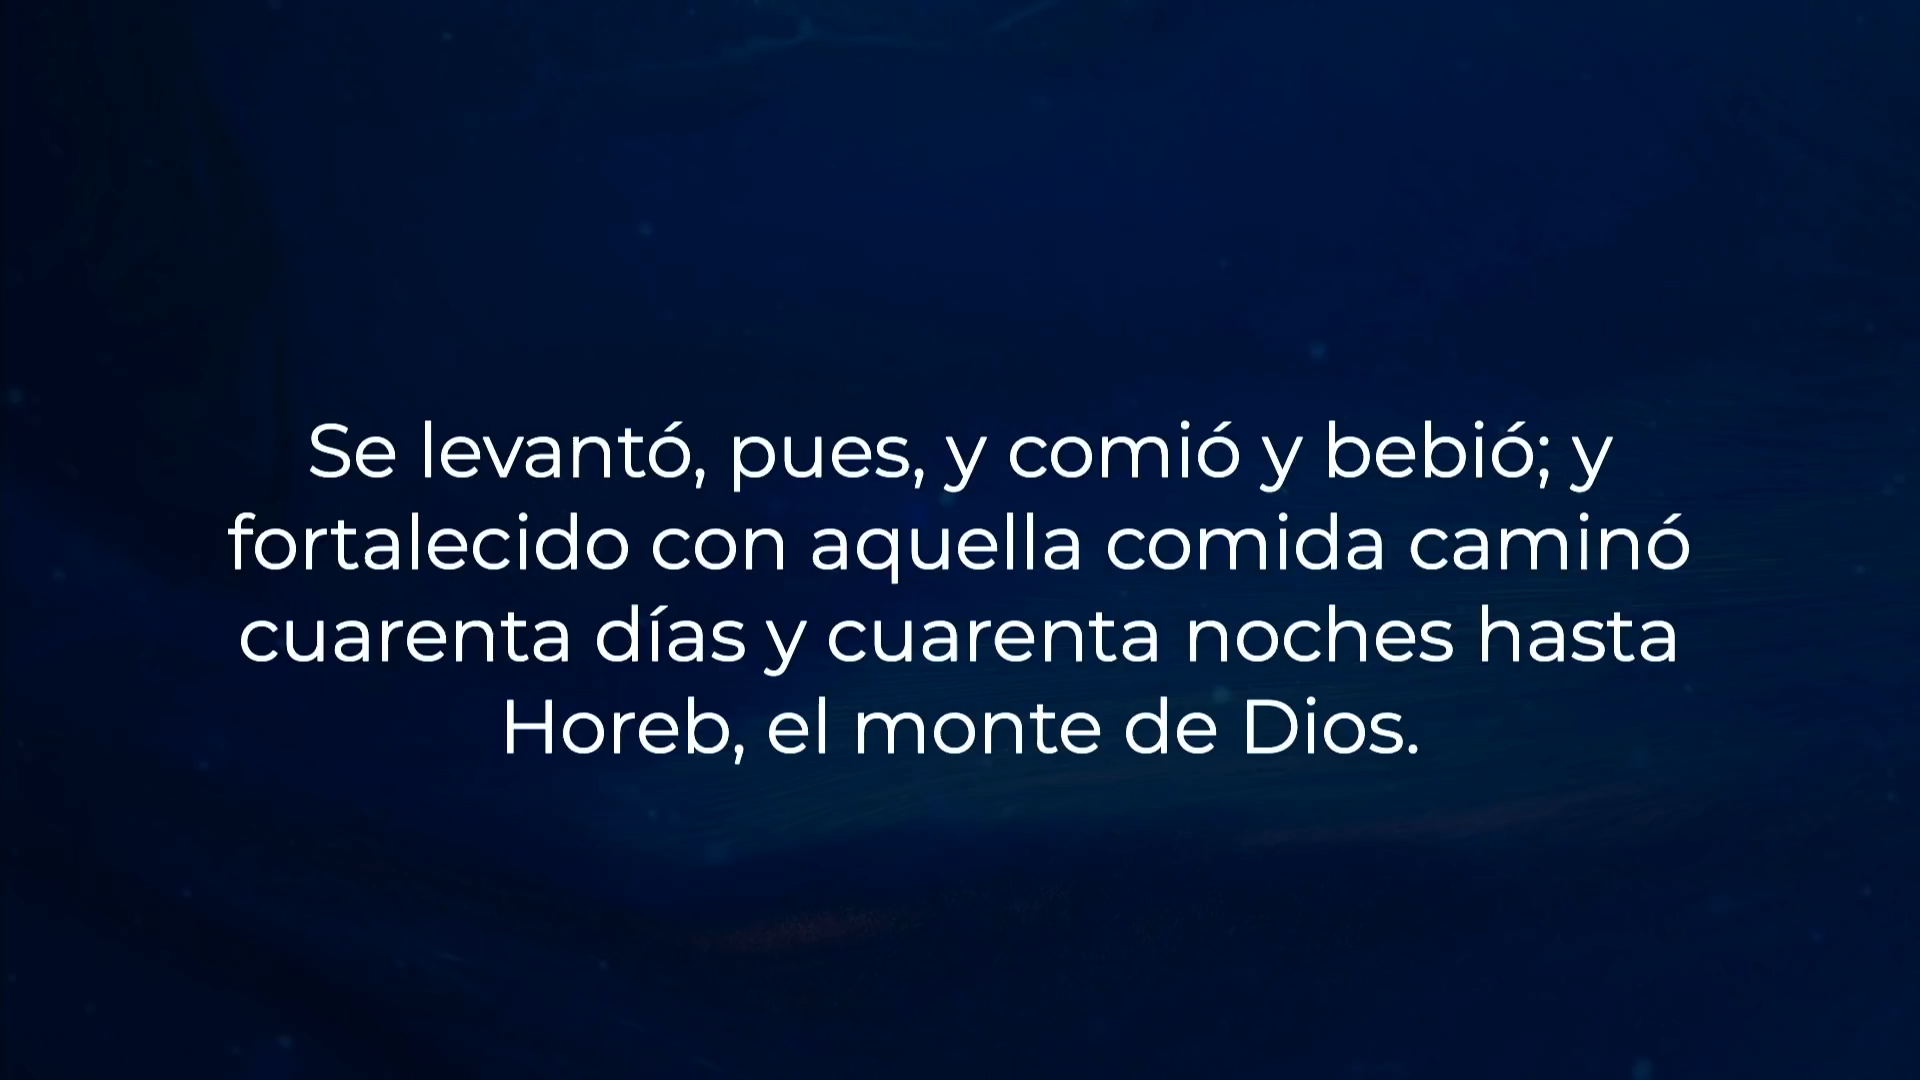 Se levantó, pues, y comió y bebió; y
fortalecido con aquella comida caminó
cuarenta días y cuarenta noches hasta
Horeb, el monte de Dios.